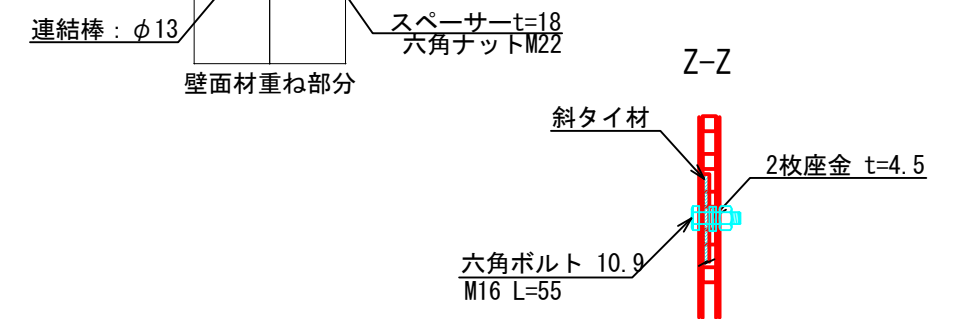 連結棒：φ13
スペーサーt=18
六角ナットM22
壁面材重ね部分
Z-Z
斜タイ材
2枚座金 t=4.5
六角ボルト 10.9
M16 L=55